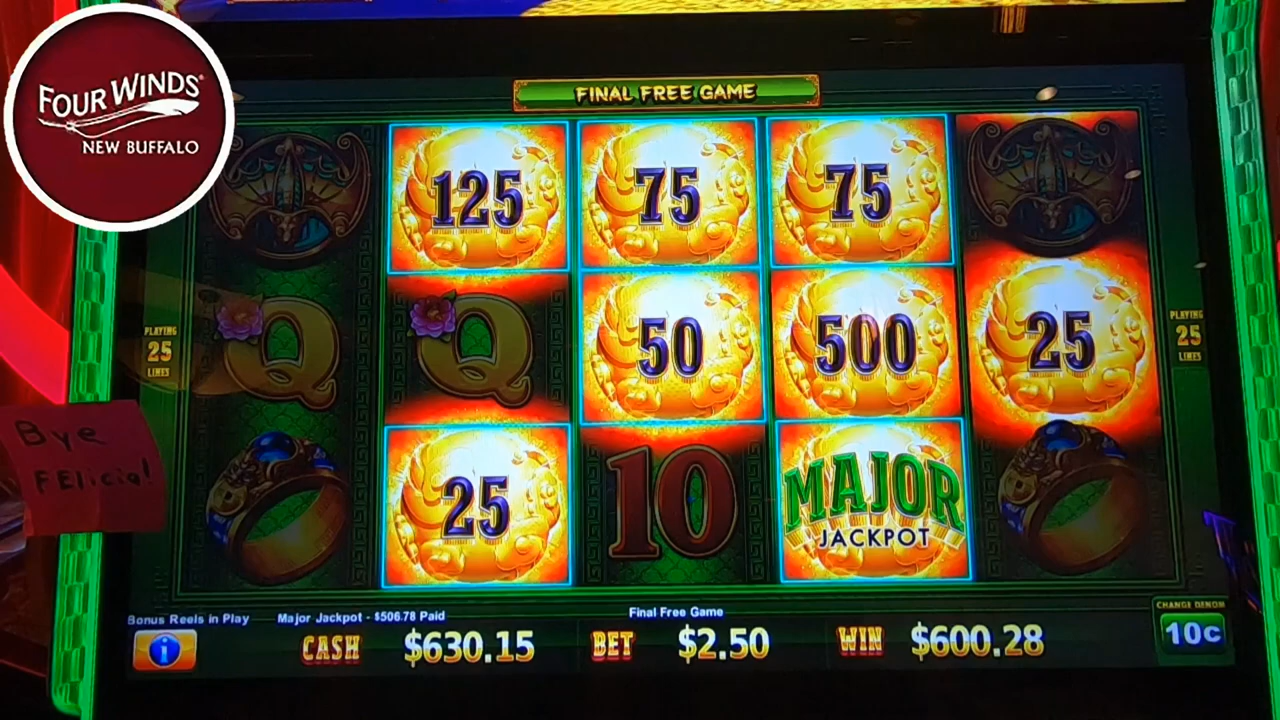 FOUR WINDS®
NEW BUFFALO
FINAL FREE GAME
125
75
75
PLAYING
25
LINES
Q
Q
50
500
25
PLAYING
25
LINES
Bye
FElicia!
25
10
MAJOR
JACKPOT
Bonus Reels in Play
Major Jackpot - $506.78 Paid
Final Free Game
CHANGE DENOM
10¢
CASH
$630.15
BET
$2.50
WIN
$600.28